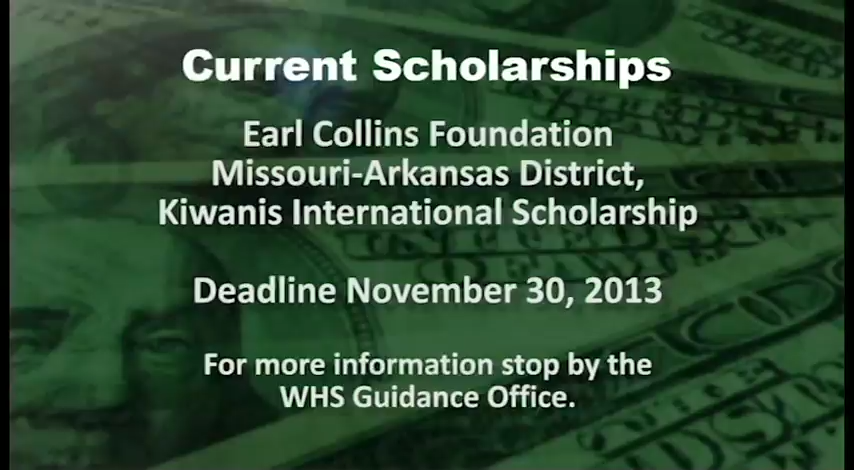 Current Scholarships
Earl Collins Foundation
Missouri-Arkansas District,
Kiwanis International Scholarship
Deadline November 30, 2013
For more information stop by the
WHS Guidance Office.